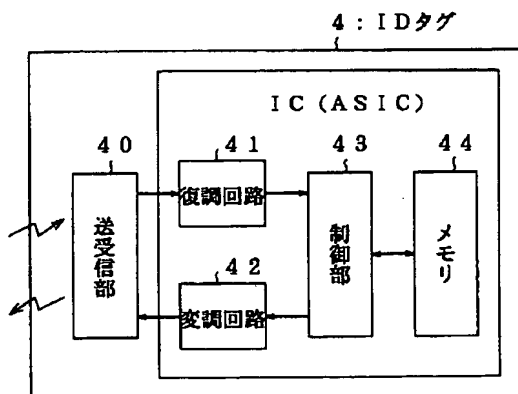 4：IDタグ
IC(ASIC)
40
送受信部
41
復調回路
42
変調回路
43
制御部
44
メモリ